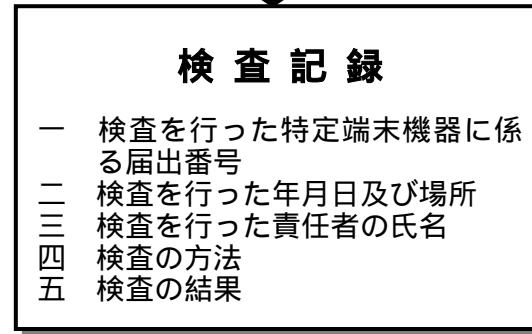 検査記録
一 検査を行った特定端末機器に係
る届出番号
二 検査を行った年月日及び場所
三 検査を行った責任者の氏名
四 検査の方法
五 検査の結果